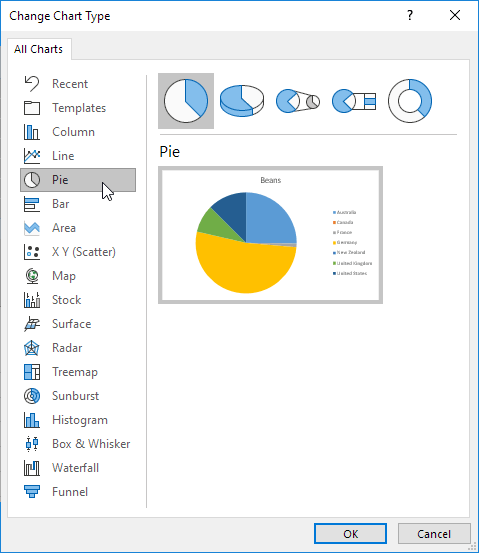 Change Chart Type
?
All Charts
Recent
Templates
Column
Line
Pie
Bar
Area
X Y (Scatter)
Map
Stock
Surface
Radar
Treemap
Sunburst
Histogram
Box & Whisker
Waterfall
Funnel
Pie
Beans
Australia
Canada
France
Germany
New Zealand
United Kingdom
United States
OK
Cancel